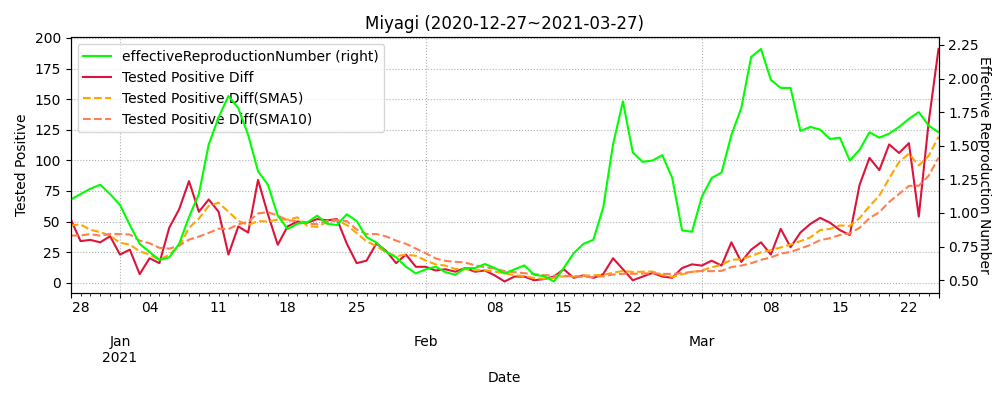 Miyagi (2020-12-27~2021-03-27)
effectiveReproductionNumber (right)
Tested Positive Diff
Tested Positive Diff(SMA5)
Tested Positive Diff(SMA10)
Tested Positive
200
175
150
125
100
75
50
25
0
2.25
2.00
1.75
1.50
1.25
1.00
0.75
0.50
Effective Reproduction Number
28 04 11 18 25 08 15 22 08 15 22
Jan Feb Mar
2021
Date